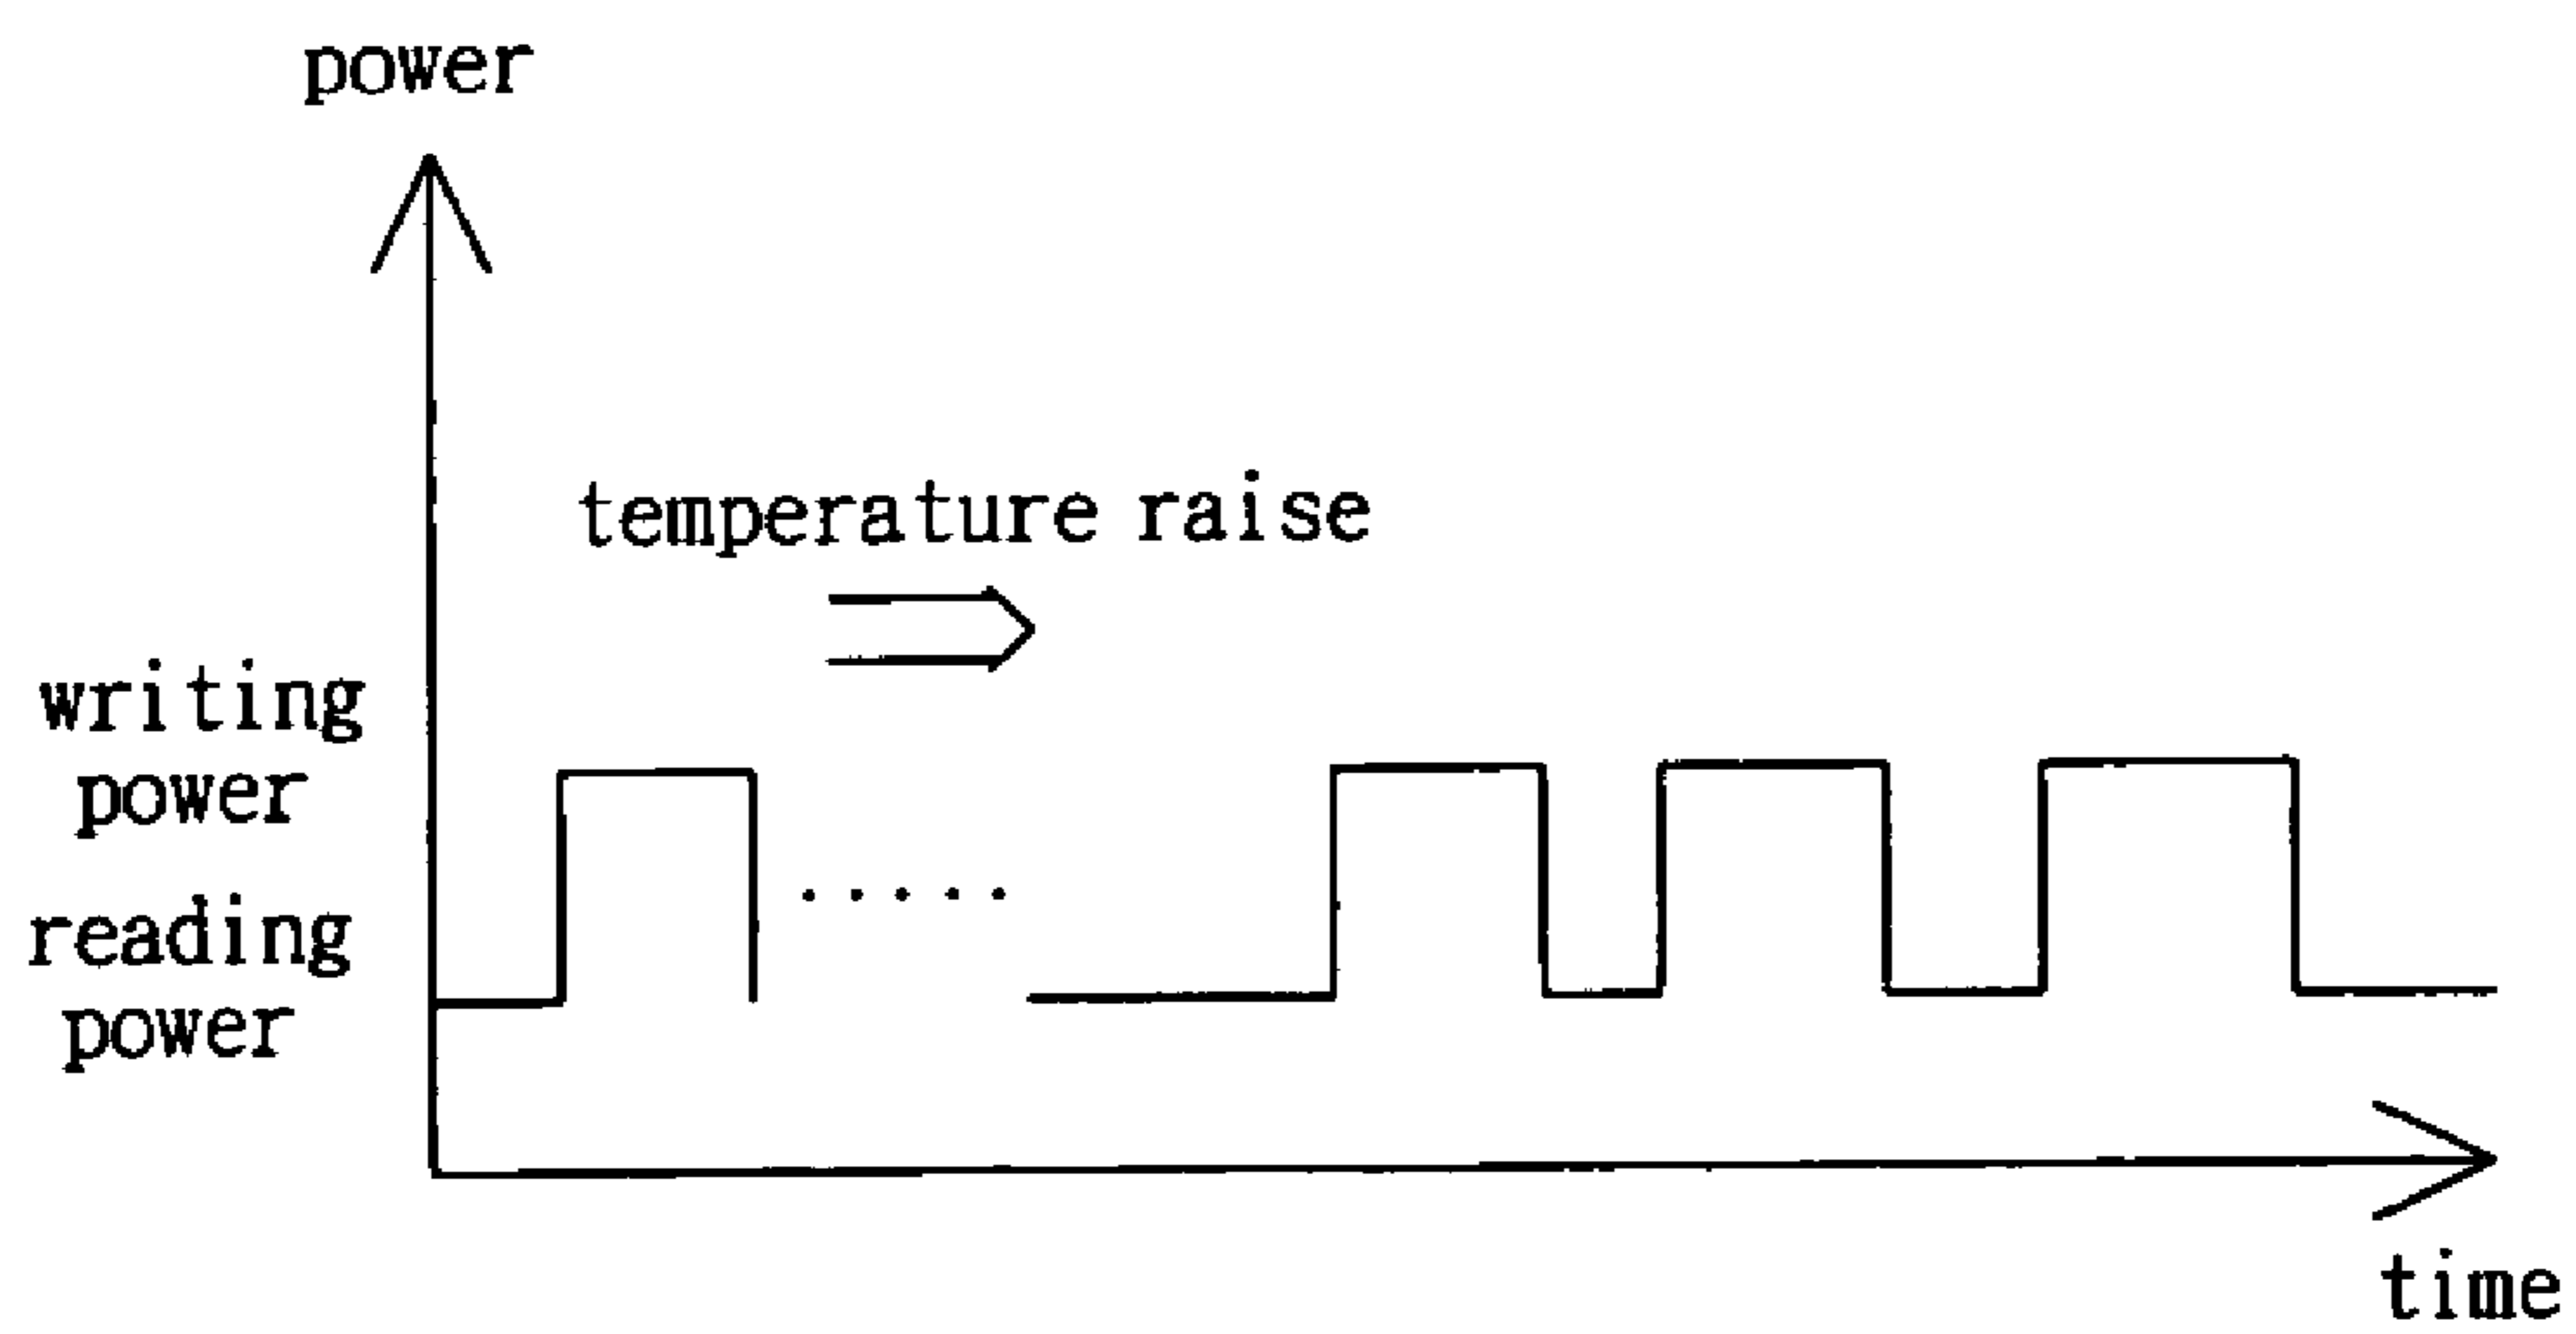 power
temperature raise
writing
power
reading
power
time